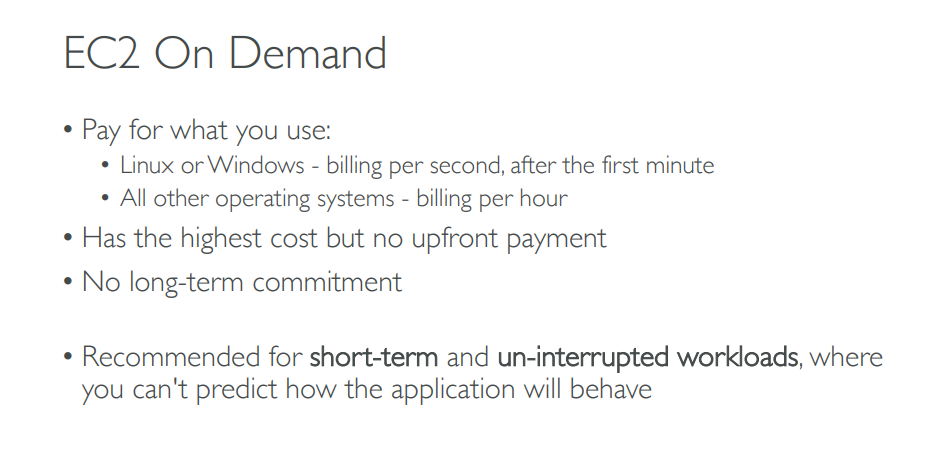 EC2 On Demand
• Pay for what you use:
• Linux or Windows - billing per second, after the first minute
• All other operating systems - billing per hour
• Has the highest cost but no upfront payment
• No long-term commitment
• Recommended for short-term and un-interrupted workloads, where
you can't predict how the application will behave